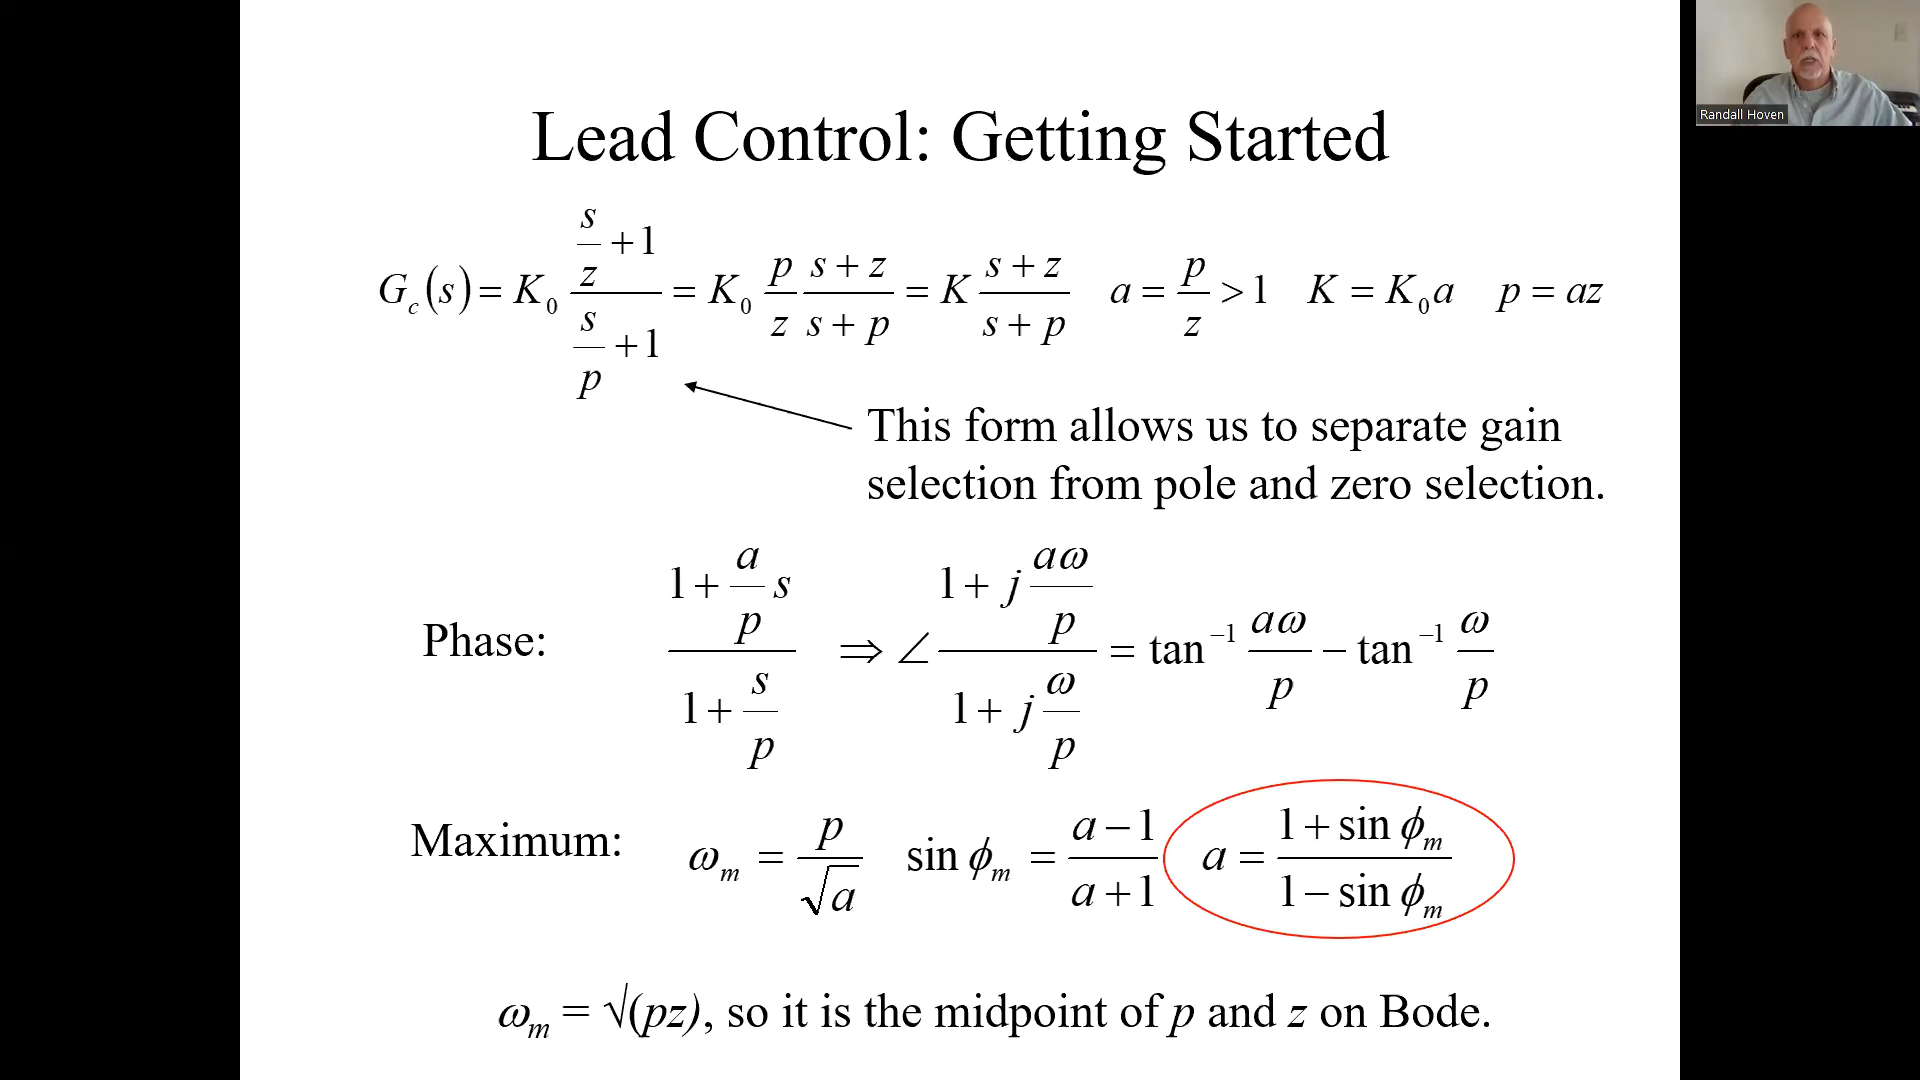 Randall Hoven
Lead Control: Getting Started
G_c(s) = K_0 (s/z + 1)/(s/p + 1) = K_0 (p/z) (s + z)/(s + p) = K (s + z)/(s + p)   a = p/z > 1   K = K_0 a   p = az
This form allows us to separate gain
selection from pole and zero selection.
Phase: (1 + (a/p) s)/(1 + s/p) ⇒ ∠ (1 + j aω/p)/(1 + j ω/p) = tan⁻¹ aω/p − tan⁻¹ ω/p
Maximum: ω_m = p/√a   sin ϕ_m = (a − 1)/(a + 1)   a = (1 + sin ϕ_m)/(1 − sin ϕ_m)
ω_m = √(pz), so it is the midpoint of p and z on Bode.